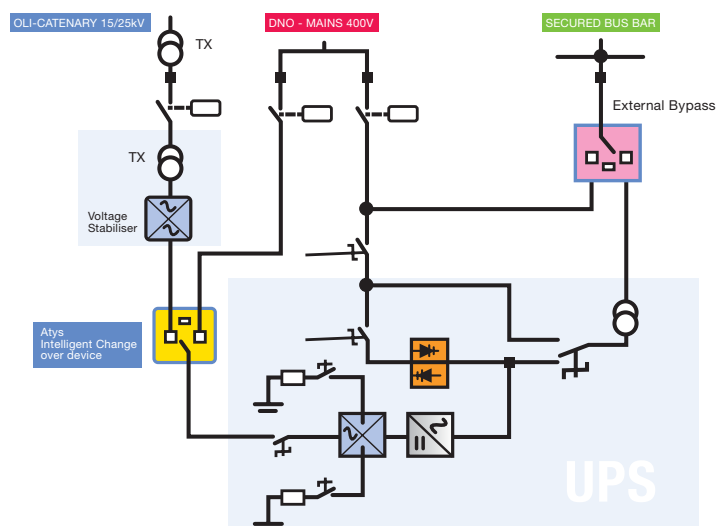 OLI-CATENARY 15/25kV
DNO - MAINS 400V
SECURED BUS BAR
TX
External Bypass
TX
Voltage
Stabiliser
Atys
Intelligent Change
over device
UPS